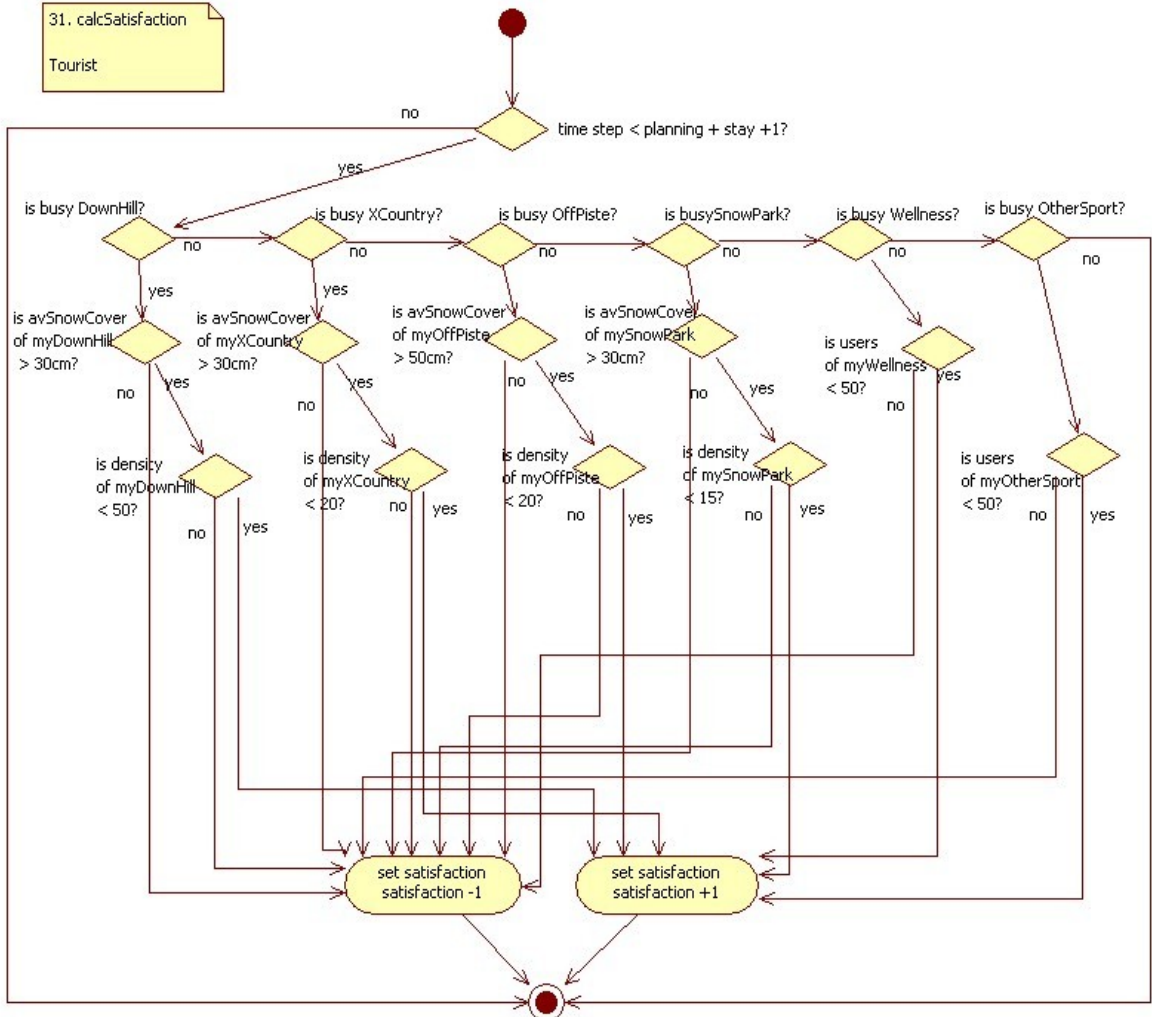 31. calcSatisfaction
Tourist
no
time step < planning + stay +1?
yes
is busy DownHill?
is busy XCountry?
is busy OffPiste?
is busySnowPark?
is busy Wellness?
is busy OtherSport?
no
no
no
no
no
no
yes
yes
is avSnowCover
of myDownHill
> 30cm?
is avSnowCover
of myXCountry
> 30cm?
is avSnowCover
of myOffPiste
> 50cm?
is avSnowCover
of mySnowPark
> 30cm?
is users
of myWellness
< 50?
no
yes
no
yes
no
yes
no
yes
no
yes
is density
of myDownHill
< 50?
is density
of myXCountry
< 20?
is density
of myOffPiste
< 20?
is density
of mySnowPark
< 15?
is users
of myOtherSport
< 50?
no
yes
no
yes
no
yes
no
yes
no
yes
set satisfaction
satisfaction -1
set satisfaction
satisfaction +1